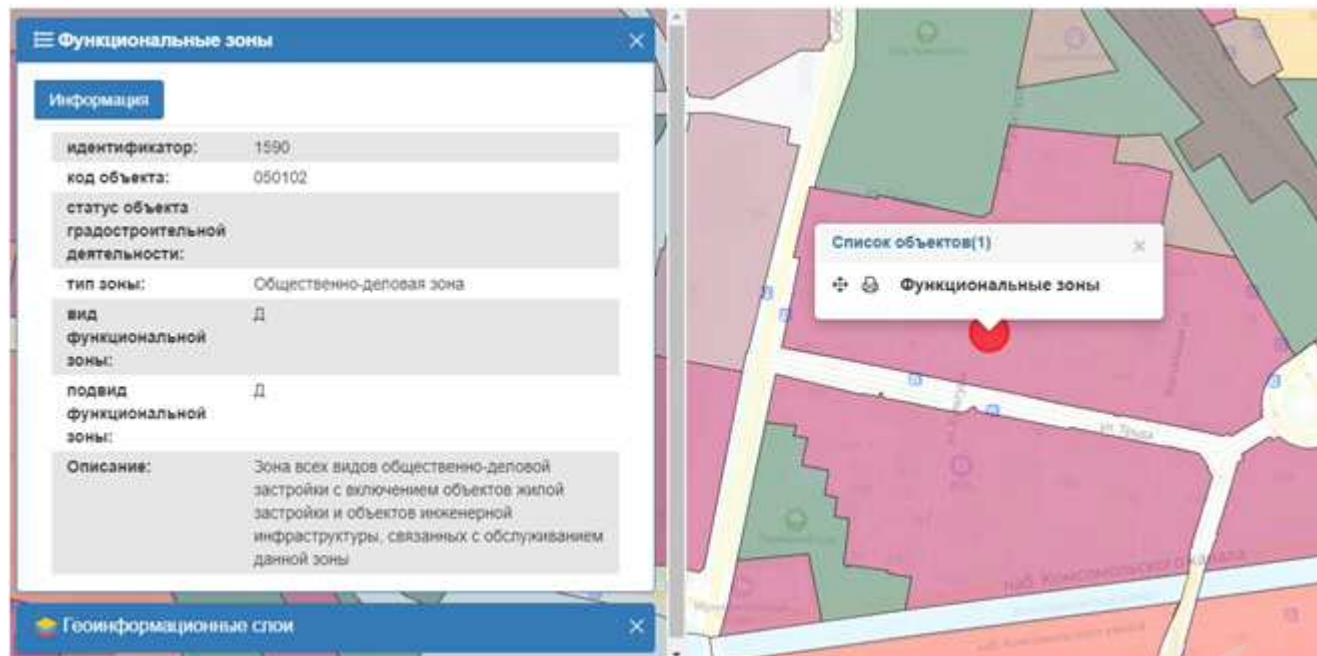 Функциональные зоны
Информация
идентификатор: 1590
код объекта: 050102
статус объекта
градостроительной
деятельности:
тип зоны: Общественно-деловая зона
вид Д
функциональной
зоны:
подвид Д
функциональной
зоны:
Описание: Зона всех видов общественно-деловой
застройки с включением объектов жилой
застройки и объектов инженерной
инфраструктуры, связанных с обслуживанием
данной зоны
Геоинформационные слои
Список объектов(1)
Функциональные зоны
ул. Труда
наб. Комсомольского канала